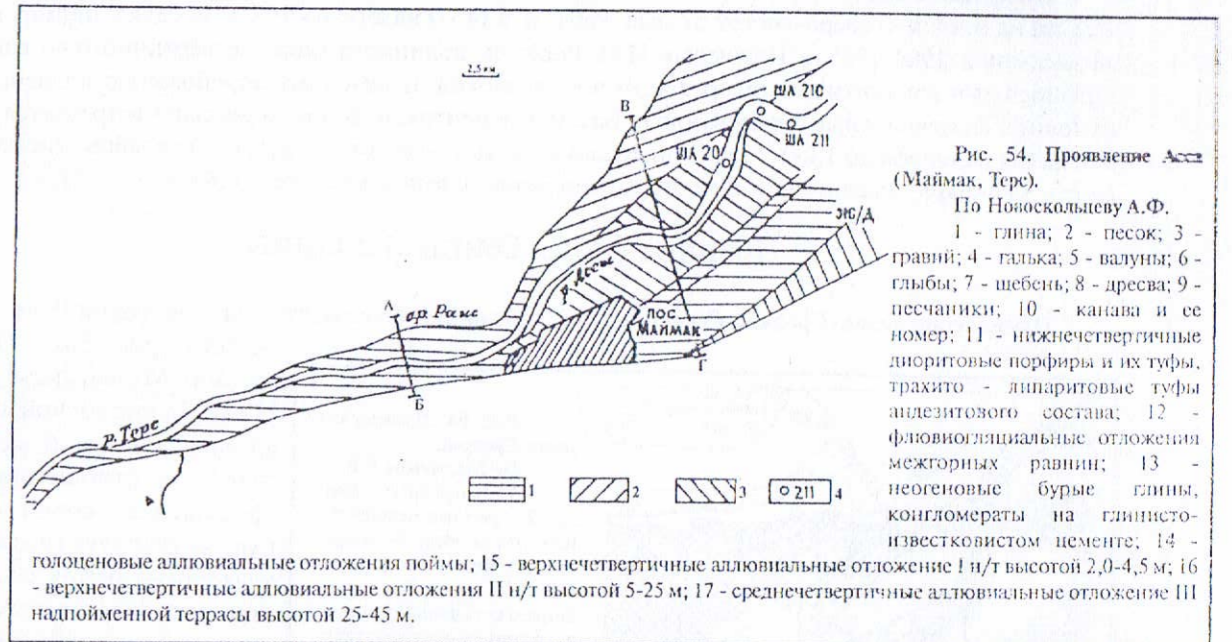 2,5 км
В
ША 210
ША 20
ША 211
Рис. 54. Проявление Асса
(Маймак, Терс).
По Новоскольцеву А.Ф.
1 - глина; 2 - песок; 3 -
гравий; 4 - галька; 5 - валуны; 6 -
глыбы; 7 - щебень; 8 - дресва; 9 -
песчаники; 10 - канава и ее
номер; 11 - нижнечетвертичные
диоритовые порфиры и их туфы,
трахито - липаритовые туфы
андезитового состава; 12 -
флювиогляциальные отложения
межгорных равнин; 13 -
неогеновые бурые глины,
конгломераты на глинисто-
известковистом цементе; 14 -
голоценовые аллювиальные отложения поймы; 15 - верхнечетвертичные аллювиальные отложение I н/т высотой 2,0-4,5 м; 16
- верхнечетвертичные аллювиальные отложения II н/т высотой 5-25 м; 17 - среднечетвертичные аллювиальные отложение III
надпойменной террасы высотой 25-45 м.
Ж/Д
р. Ассы
А
ур. Ранг
пос.
Маймак
Г
Б
р. Терс
1 2 3 211 4